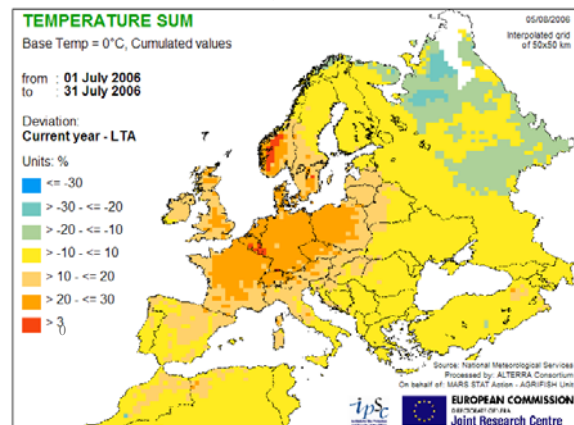 TEMPERATURE SUM
Base Temp = 0°C, Cumulated values
from : 01 July 2006
to : 31 July 2006
Deviation:
Current year - LTA
Units: %
<= -30
> -30 - <= -20
> -20 - <= -10
> -10 - <= 10
> 10 - <= 20
> 20 - <= 30
> 3
0
05/08/2006
Interpolated grid
of 50x50 km
Source: National Meteorological Services
Processed by: ALTERRA Consortium
On behalf of: MARS STAT Action - AGRIFISH Unit
ipsc
EUROPEAN COMMISSION
Joint Research Centre